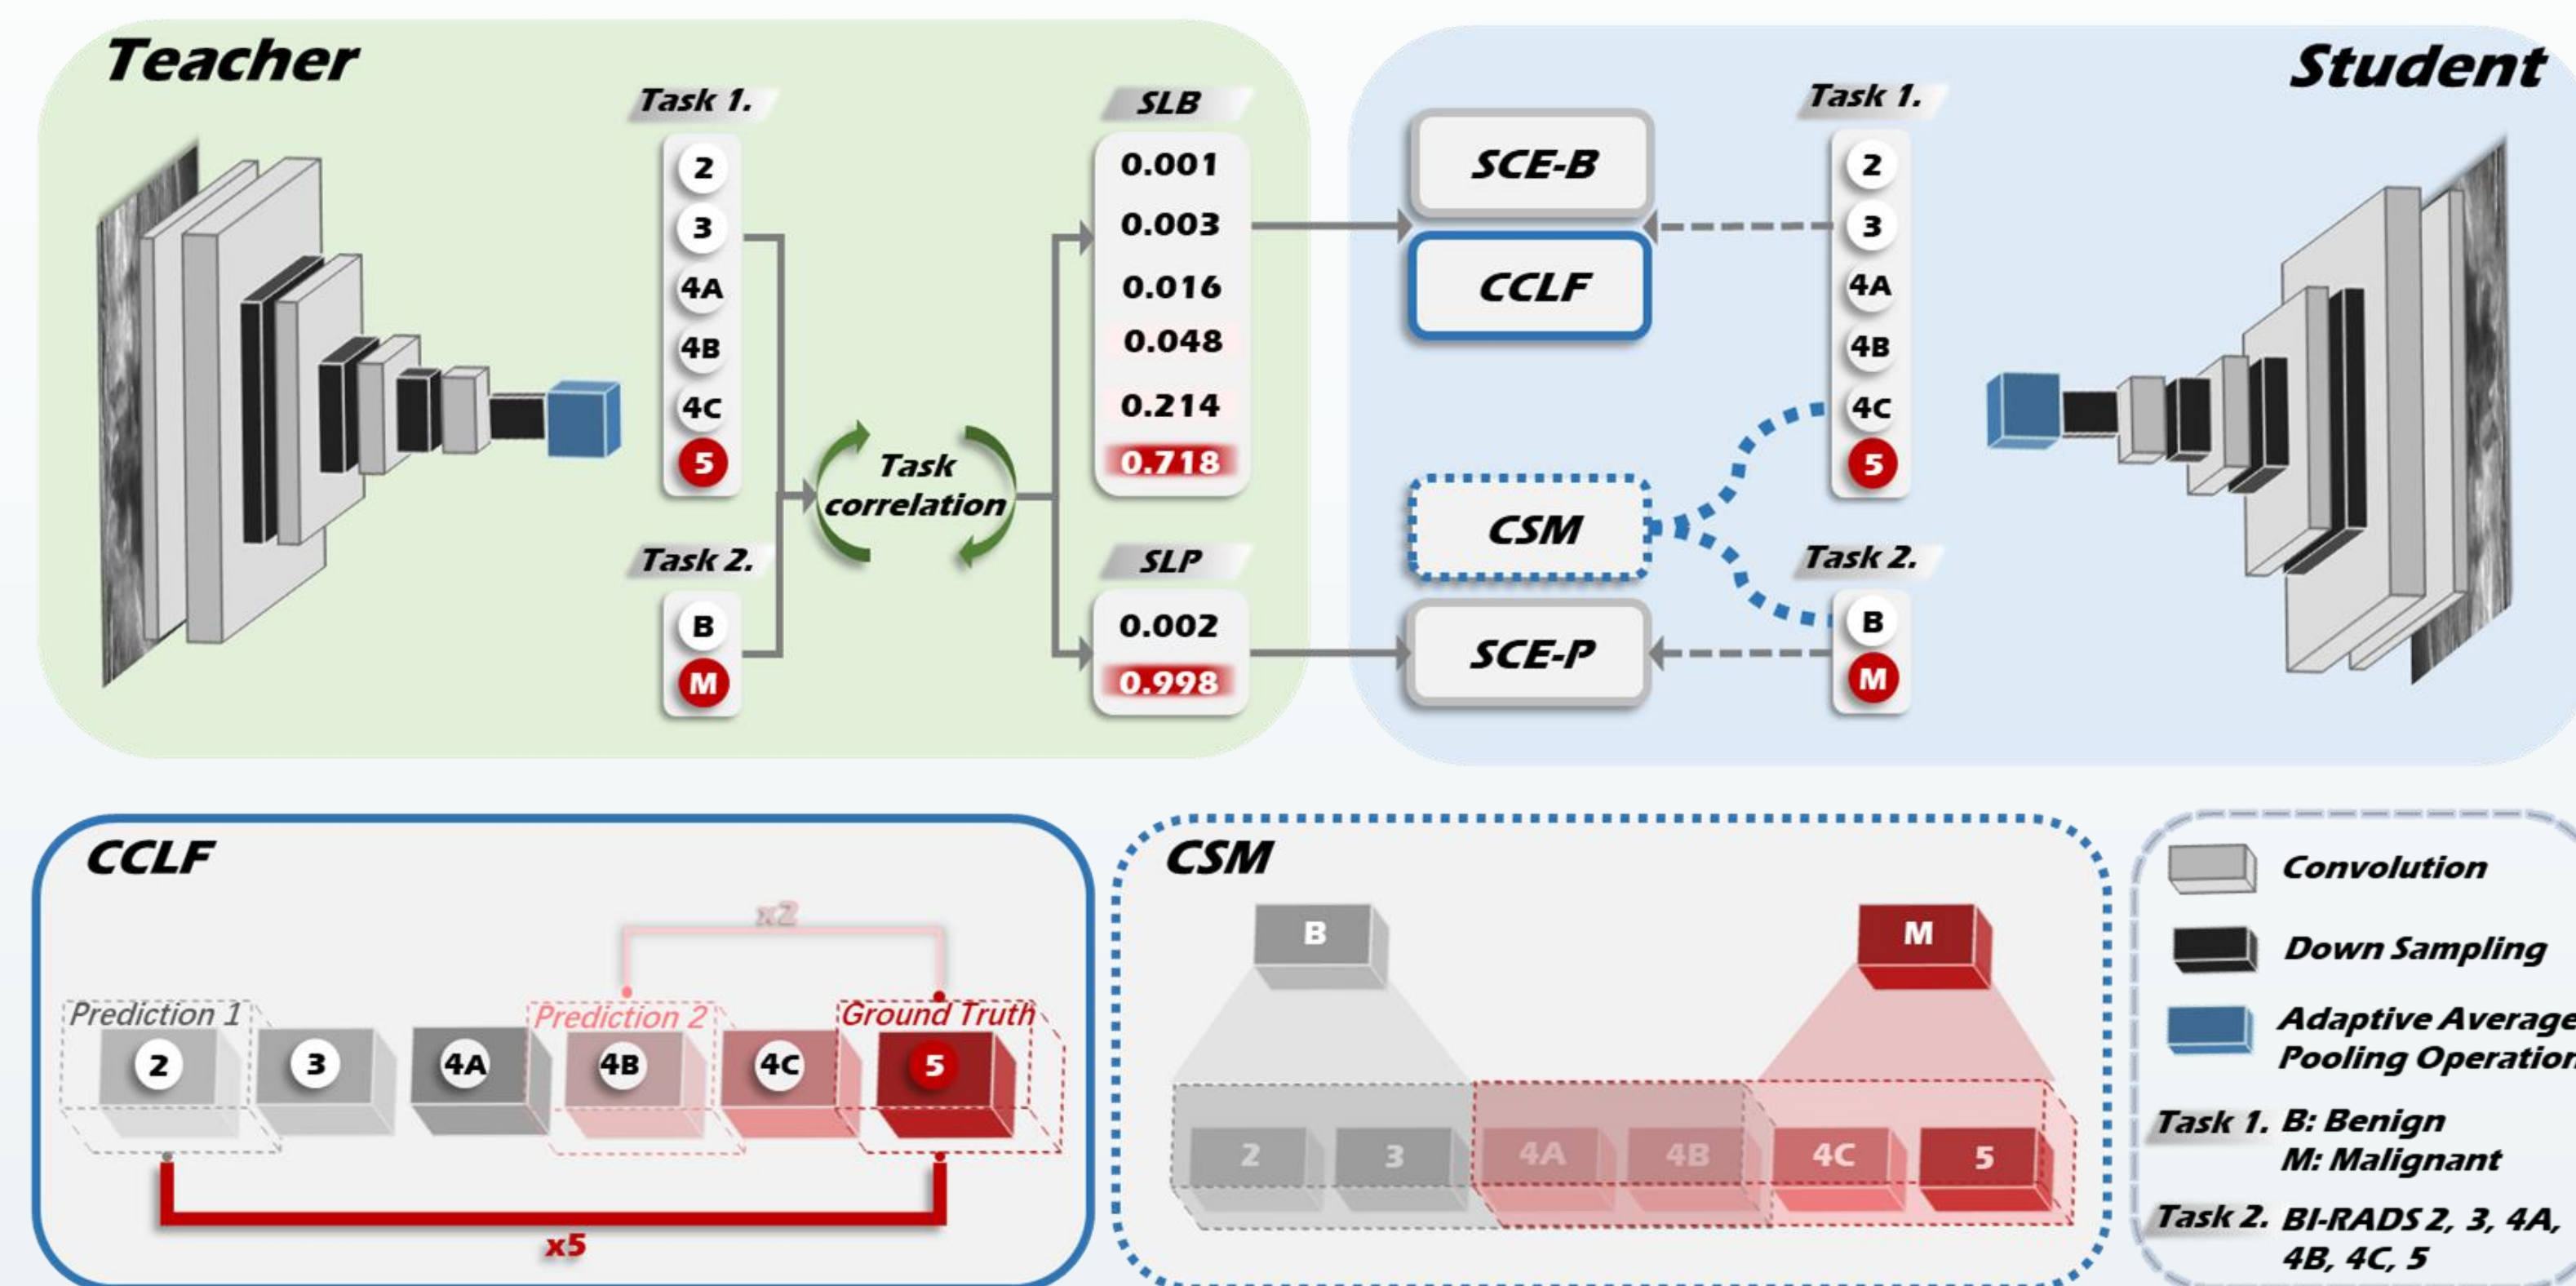 Teacher
Task 1.
2
3
4A
4B
4C
5
Task 2.
B
M
Task
correlation
SLB
0.001
0.003
0.016
0.048
0.214
0.718
SLP
0.002
0.998
Student
SCE-B
CCLF
CSM
SCE-P
Task 1.
2
3
4A
4B
4C
5
Task 2.
B
M
CCLF
x2
Prediction 1
Prediction 2
Ground Truth
2 3 4A 4B 4C 5
x5
CSM
B M
2 3 4A 4B 4C 5
Convolution
Down Sampling
Adaptive Average
Pooling Operation
Task 1. B: Benign
M: Malignant
Task 2. BI-RADS 2, 3, 4A,
4B, 4C, 5